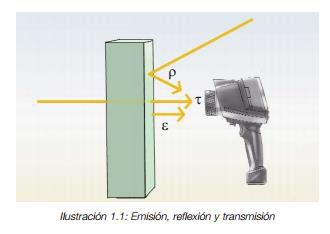 ρ
τ
ε
Ilustración 1.1: Emisión, reflexión y transmisión